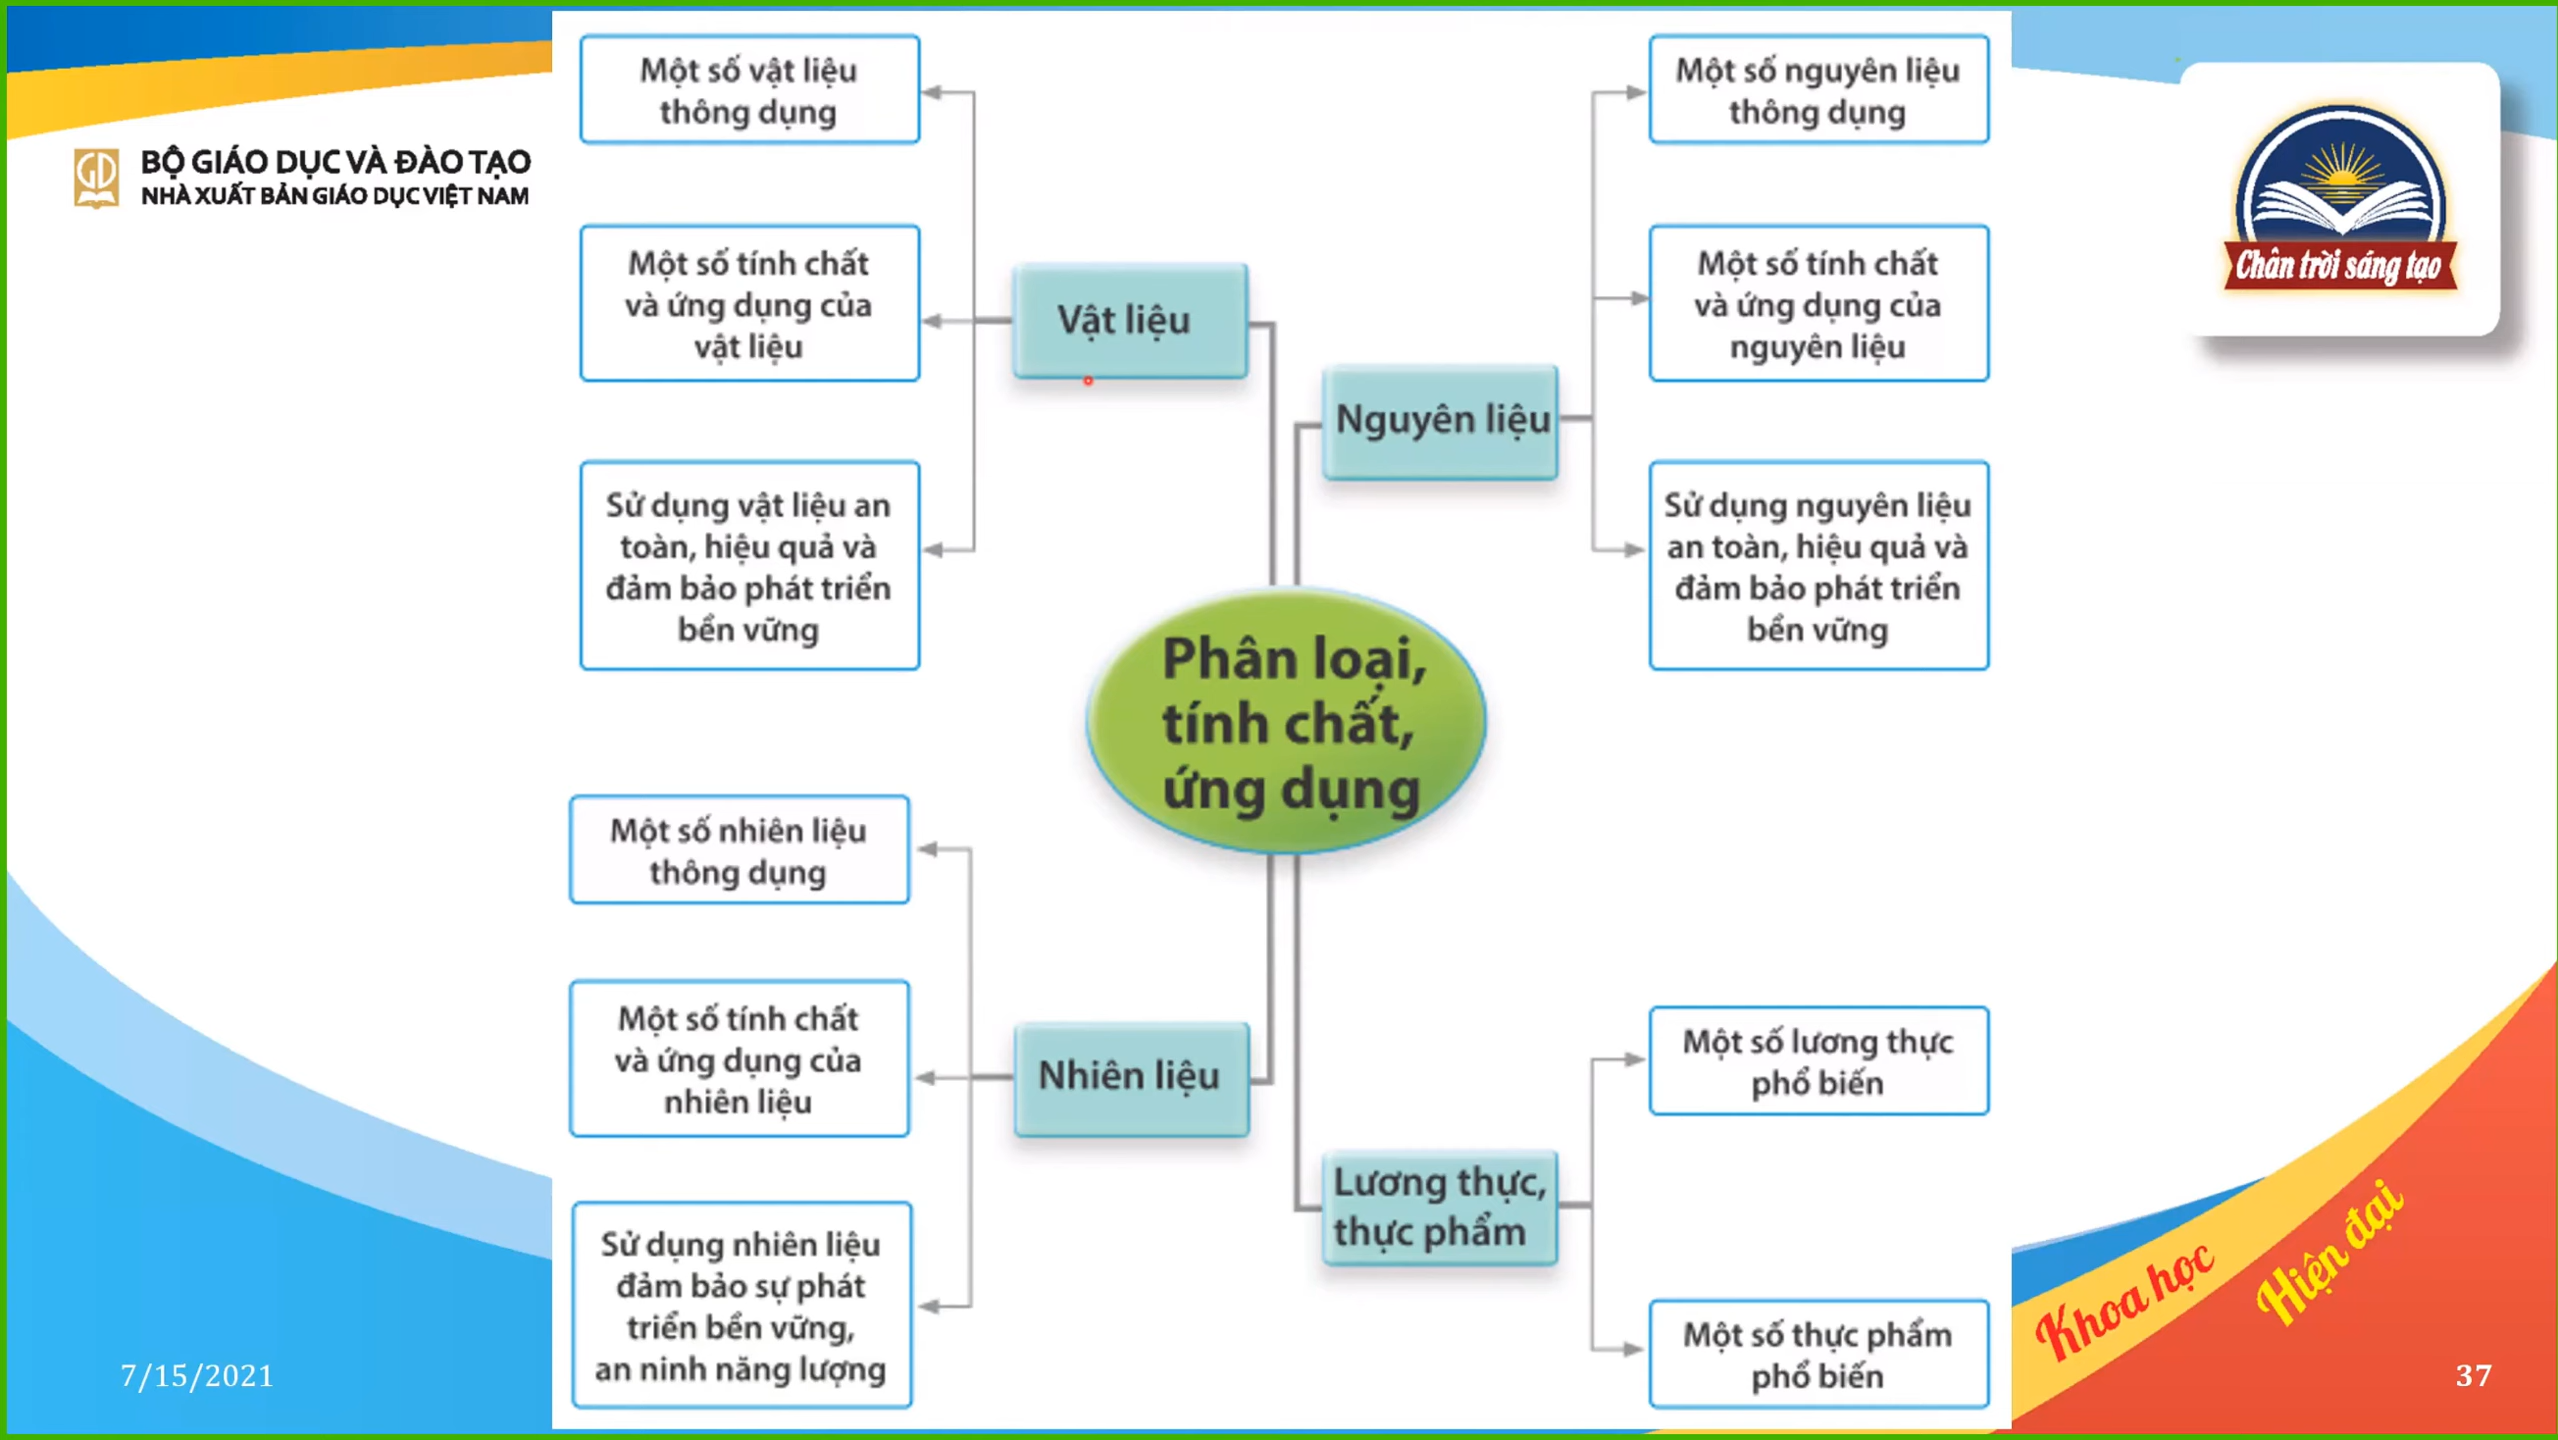 BỘ GIÁO DỤC VÀ ĐÀO TẠO
NHÀ XUẤT BẢN GIÁO DỤC VIỆT NAM
GD
Chân trời sáng tạo
Phân loại,
tính chất,
ứng dụng
Vật liệu
Một số vật liệu
thông dụng
Một số tính chất
và ứng dụng của
vật liệu
Sử dụng vật liệu an
toàn, hiệu quả và
đảm bảo phát triển
bền vững
Nguyên liệu
Một số nguyên liệu
thông dụng
Một số tính chất
và ứng dụng của
nguyên liệu
Sử dụng nguyên liệu
an toàn, hiệu quả và
đảm bảo phát triển
bền vững
Nhiên liệu
Một số nhiên liệu
thông dụng
Một số tính chất
và ứng dụng của
nhiên liệu
Sử dụng nhiên liệu
đảm bảo sự phát
triển bền vững,
an ninh năng lượng
Lương thực,
thực phẩm
Một số lương thực
phổ biến
Một số thực phẩm
phổ biến
Khoa học
Hiện đại
7/15/2021
37